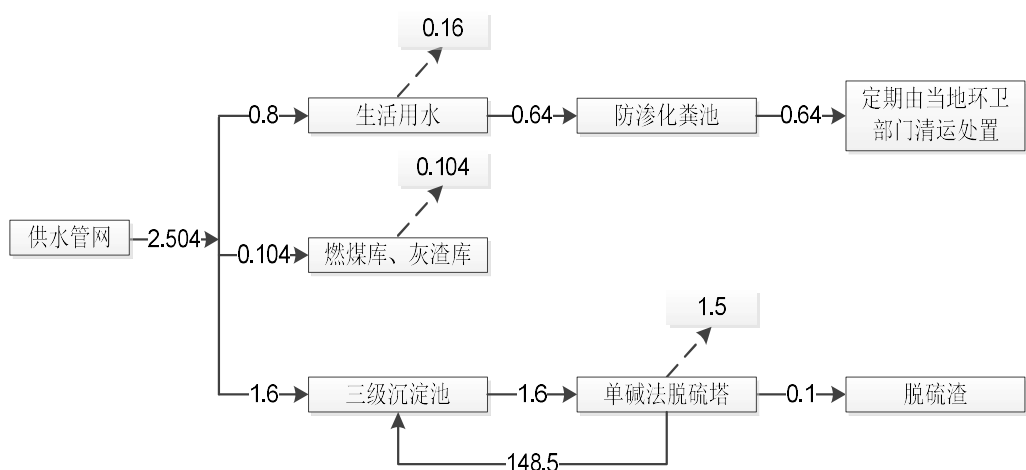 0.16
0.8
生活用水
0.64
防渗化粪池
0.64
定期由当地环卫
部门清运处置
0.104
供水管网
2.504
0.104
燃煤库、灰渣库
1.5
1.6
三级沉淀池
1.6
单碱法脱硫塔
0.1
脱硫渣
148.5